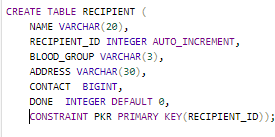 CREATE TABLE RECIPIENT (
NAME VARCHAR(20),
RECIPIENT_ID INTEGER AUTO_INCREMENT,
BLOOD_GROUP VARCHAR(3),
ADDRESS VARCHAR(30),
CONTACT  BIGINT,
DONE  INTEGER DEFAULT 0,
CONSTRAINT PKR PRIMARY KEY(RECIPIENT_ID));